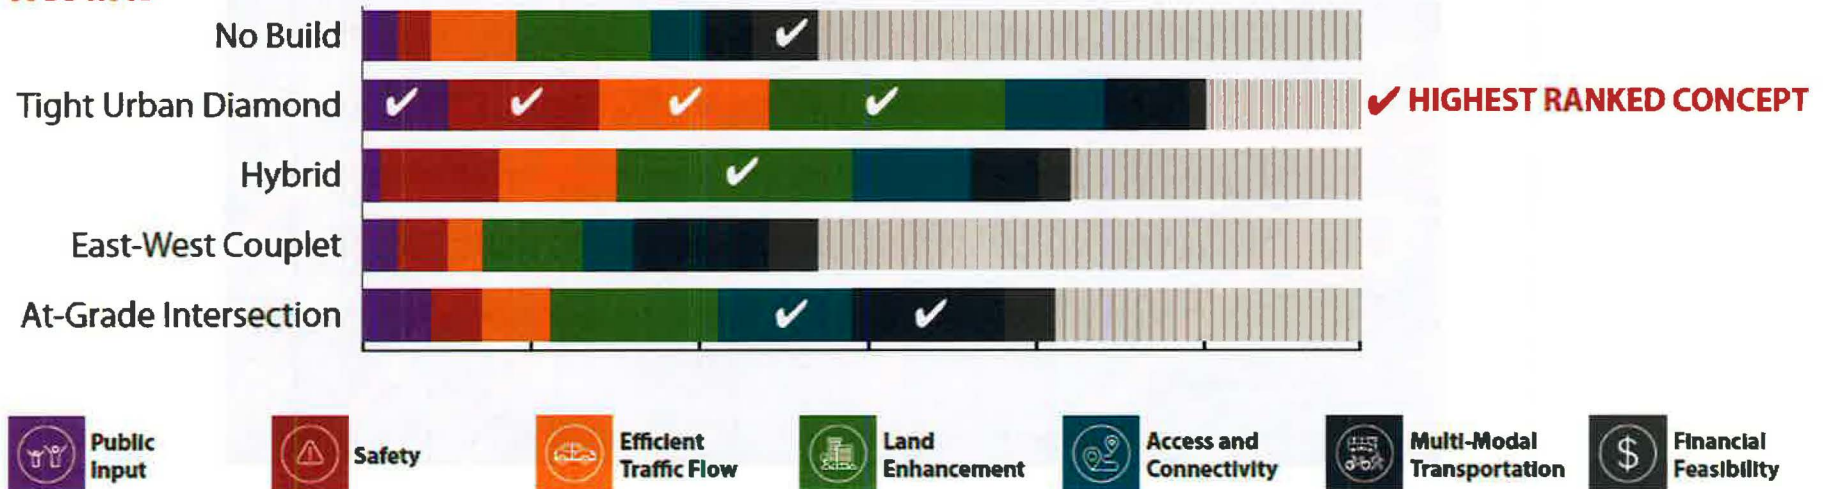 No Build
Tight Urban Diamond
✔ HIGHEST RANKED CONCEPT
Hybrid
East-West Couplet
At-Grade Intersection
Public
Input
Safety
Efficient
Traffic Flow
Land
Enhancement
Access and
Connectivity
Multi-Modal
Transportation
$
Financial
Feasibility